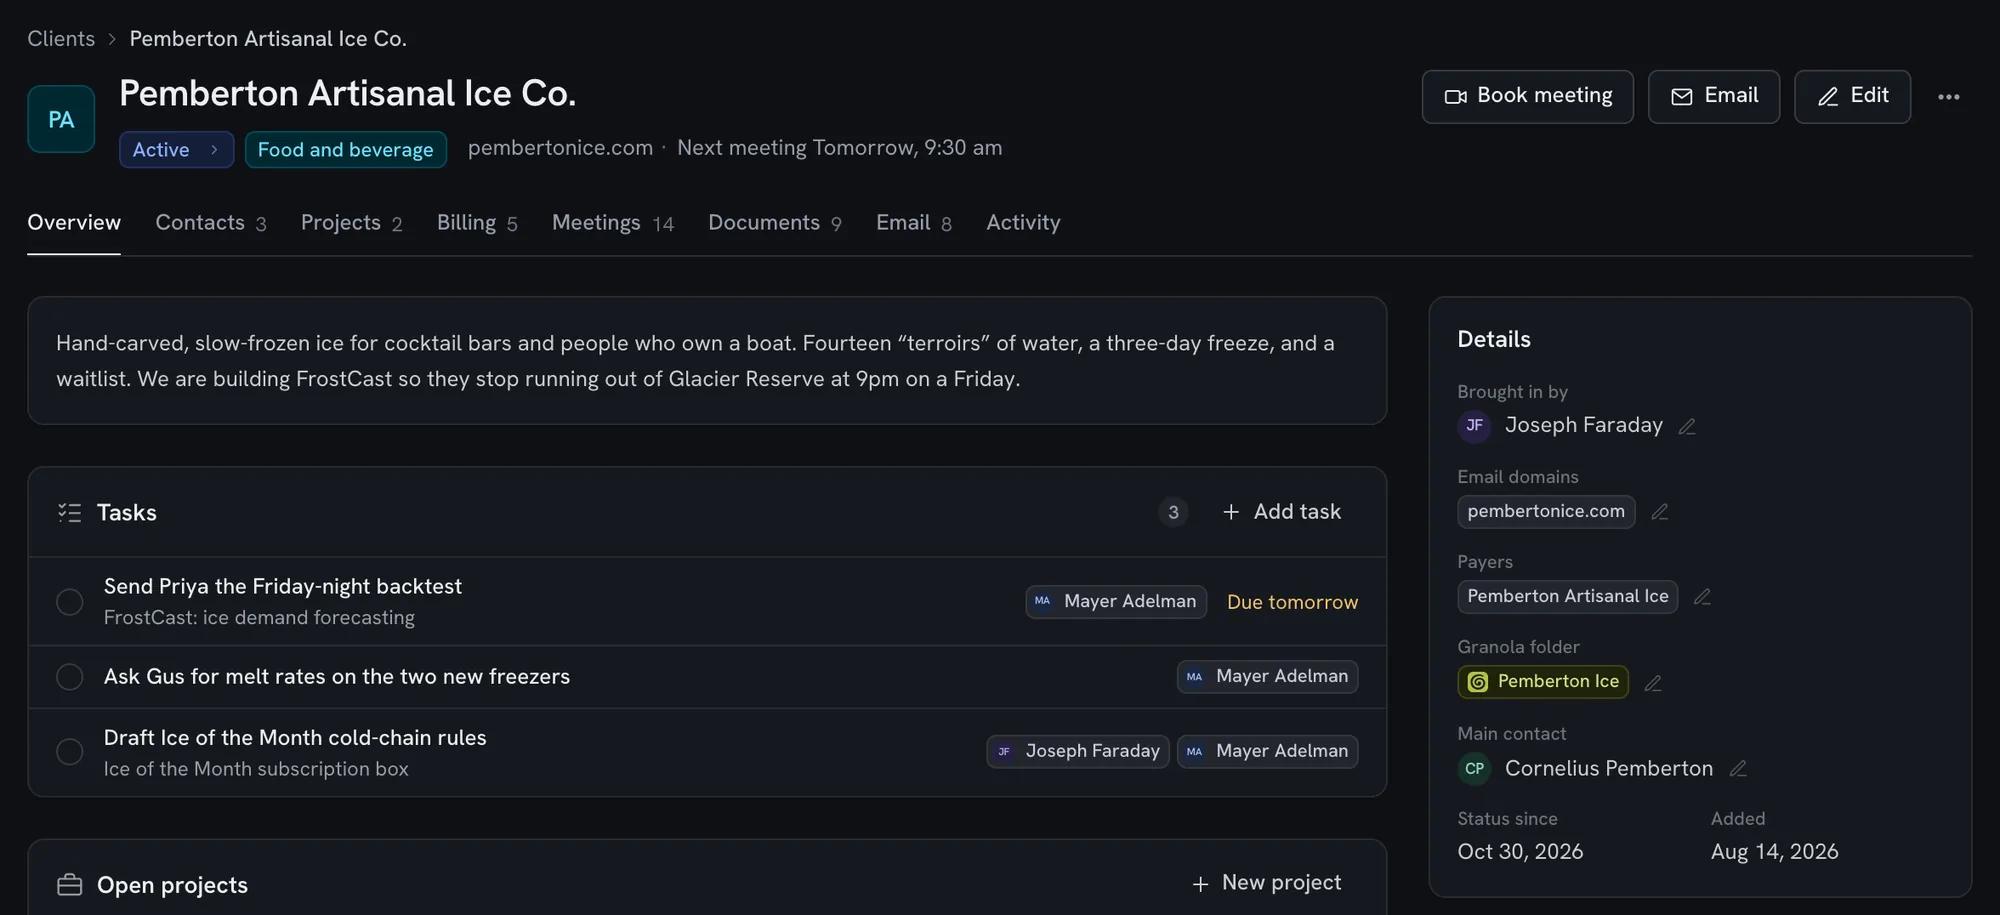 Clients > Pemberton Artisanal Ice Co.
PA
Pemberton Artisanal Ice Co.
Active > Food and beverage pembertonice.com · Next meeting Tomorrow, 9:30 am
Book meeting Email Edit
Overview Contacts 3 Projects 2 Billing 5 Meetings 14 Documents 9 Email 8 Activity
Hand-carved, slow-frozen ice for cocktail bars and people who own a boat. Fourteen “terroirs” of water, a three-day freeze, and a
waitlist. We are building FrostCast so they stop running out of Glacier Reserve at 9pm on a Friday.
Tasks 3 + Add task
Send Priya the Friday-night backtest
FrostCast: ice demand forecasting
MA Mayer Adelman Due tomorrow
Ask Gus for melt rates on the two new freezers
MA Mayer Adelman
Draft Ice of the Month cold-chain rules
Ice of the Month subscription box
JF Joseph Faraday MA Mayer Adelman
Open projects + New project
Details
Brought in by
JF Joseph Faraday
Email domains
pembertonice.com
Payers
Pemberton Artisanal Ice
Granola folder
Pemberton Ice
Main contact
CP Cornelius Pemberton
Status since Added
Oct 30, 2026 Aug 14, 2026